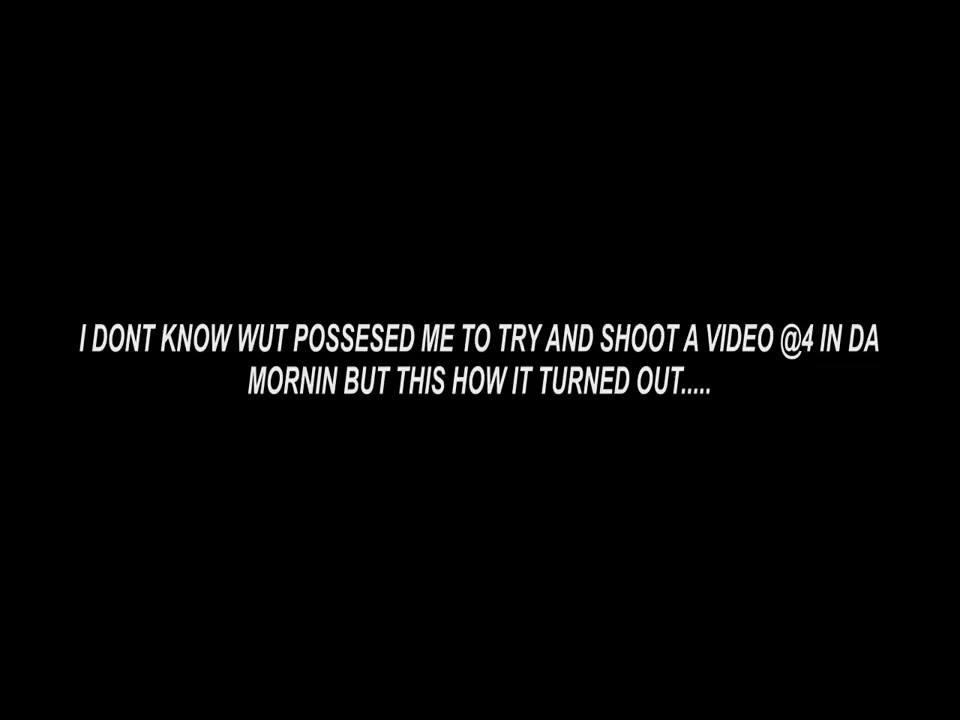 I DONT KNOW WUT POSSESED ME TO TRY AND SHOOT A VIDEO @4 IN DA
MORNIN BUT THIS HOW IT TURNED OUT.....